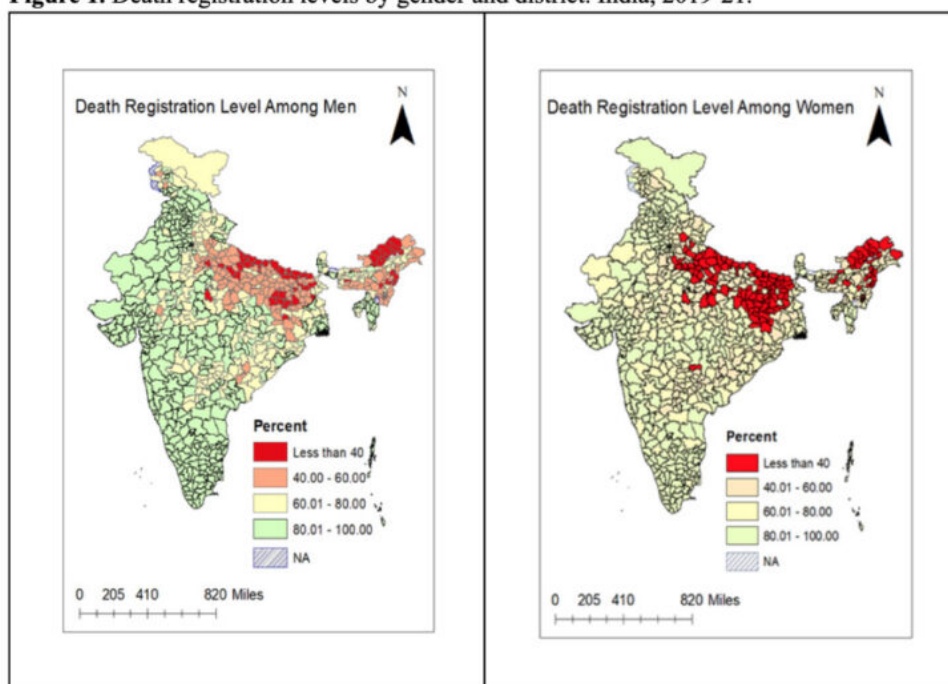 Figure 1. Death registration levels by gender and district. India, 2019-21.
N
Death Registration Level Among Men
Percent
Less than 40
40.00 - 60.00
60.01 - 80.00
80.01 - 100.00
NA
0 205 410 820 Miles
N
Death Registration Level Among Women
Percent
Less than 40
40.01 - 60.00
60.01 - 80.00
80.01 - 100.00
NA
0 205 410 820 Miles